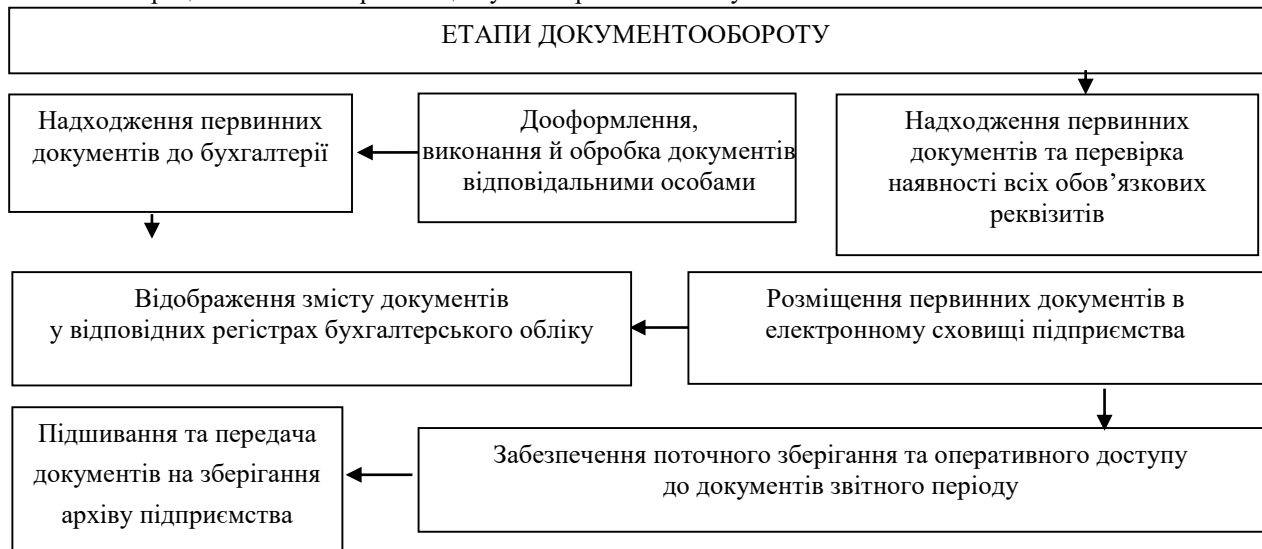 ЕТАПИ ДОКУМЕНТООБОРОТУ
Надходження первинних
документів до бухгалтерії
Дооформлення,
виконання й обробка документів
відповідальними особами
Надходження первинних
документів та перевірка
наявності всіх обов’язкових
реквізитів
Відображення змісту документів
у відповідних регістрах бухгалтерського обліку
Розміщення первинних документів в
електронному сховищі підприємства
Підшивання та передача
документів на зберігання
архіву підприємства
Забезпечення поточного зберігання та оперативного доступу
до документів звітного періоду